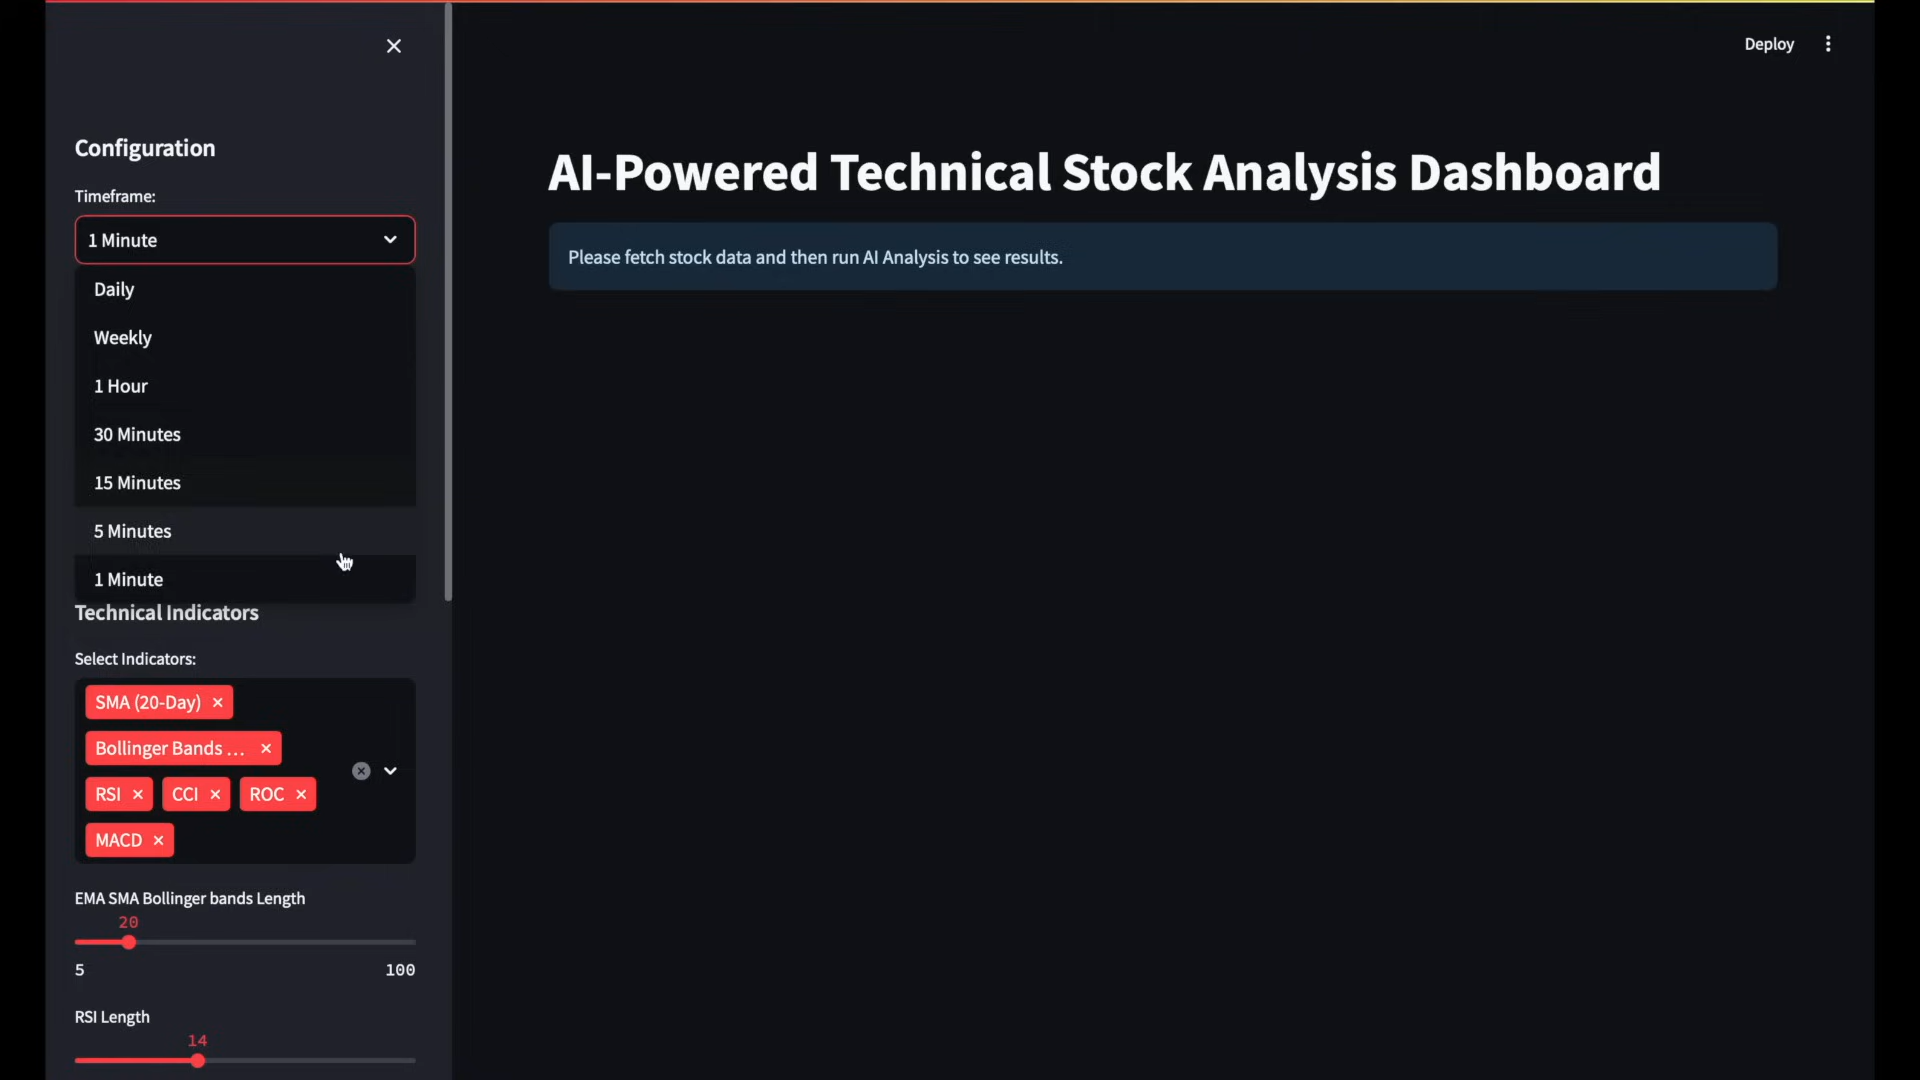 Deploy
Configuration
Timeframe:
1 Minute
Daily
Weekly
1 Hour
30 Minutes
15 Minutes
5 Minutes
1 Minute
Technical Indicators
Select Indicators:
SMA (20-Day)
Bollinger Bands ...
RSI CCI ROC
MACD
EMA SMA Bollinger bands Length
20
5 100
RSI Length
14
AI-Powered Technical Stock Analysis Dashboard
Please fetch stock data and then run AI Analysis to see results.